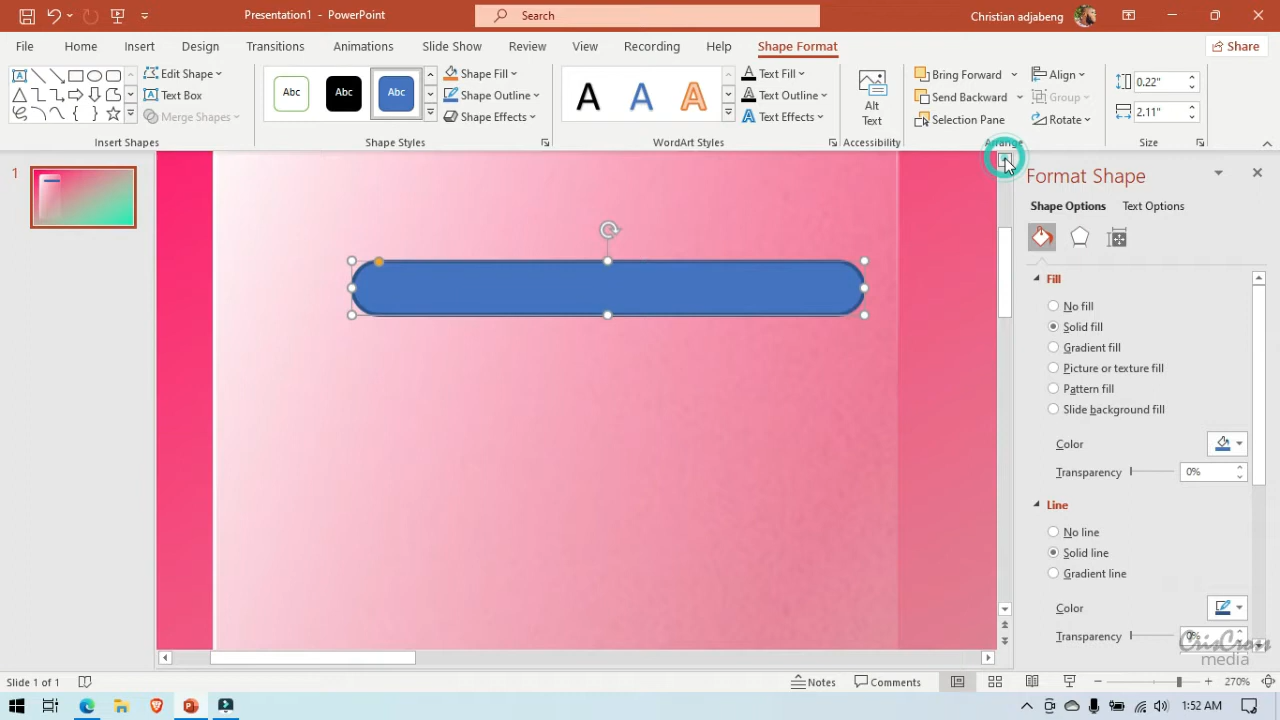 Presentation1 - PowerPoint
Search
Christian adjabeng
File Home Insert Design Transitions Animations Slide Show Review View Recording Help Shape Format
Share
Edit Shape
Text Box
Merge Shapes
Insert Shapes
Abc Abc Abc
Shape Fill
Shape Outline
Shape Effects
Shape Styles
A A A
Text Fill
Text Outline
Text Effects
WordArt Styles
Alt
Text
Accessibility
Bring Forward
Send Backward
Selection Pane
Align
Group
Rotate
Arrange
0.22"
2.11"
Size
1
Format Shape
Shape Options Text Options
Fill
No fill
Solid fill
Gradient fill
Picture or texture fill
Pattern fill
Slide background fill
Color
Transparency 0%
Line
No line
Solid line
Gradient line
Color
Transparency 0%
CrisCros
media
Slide 1 of 1
Notes
Comments
270%
1:52 AM